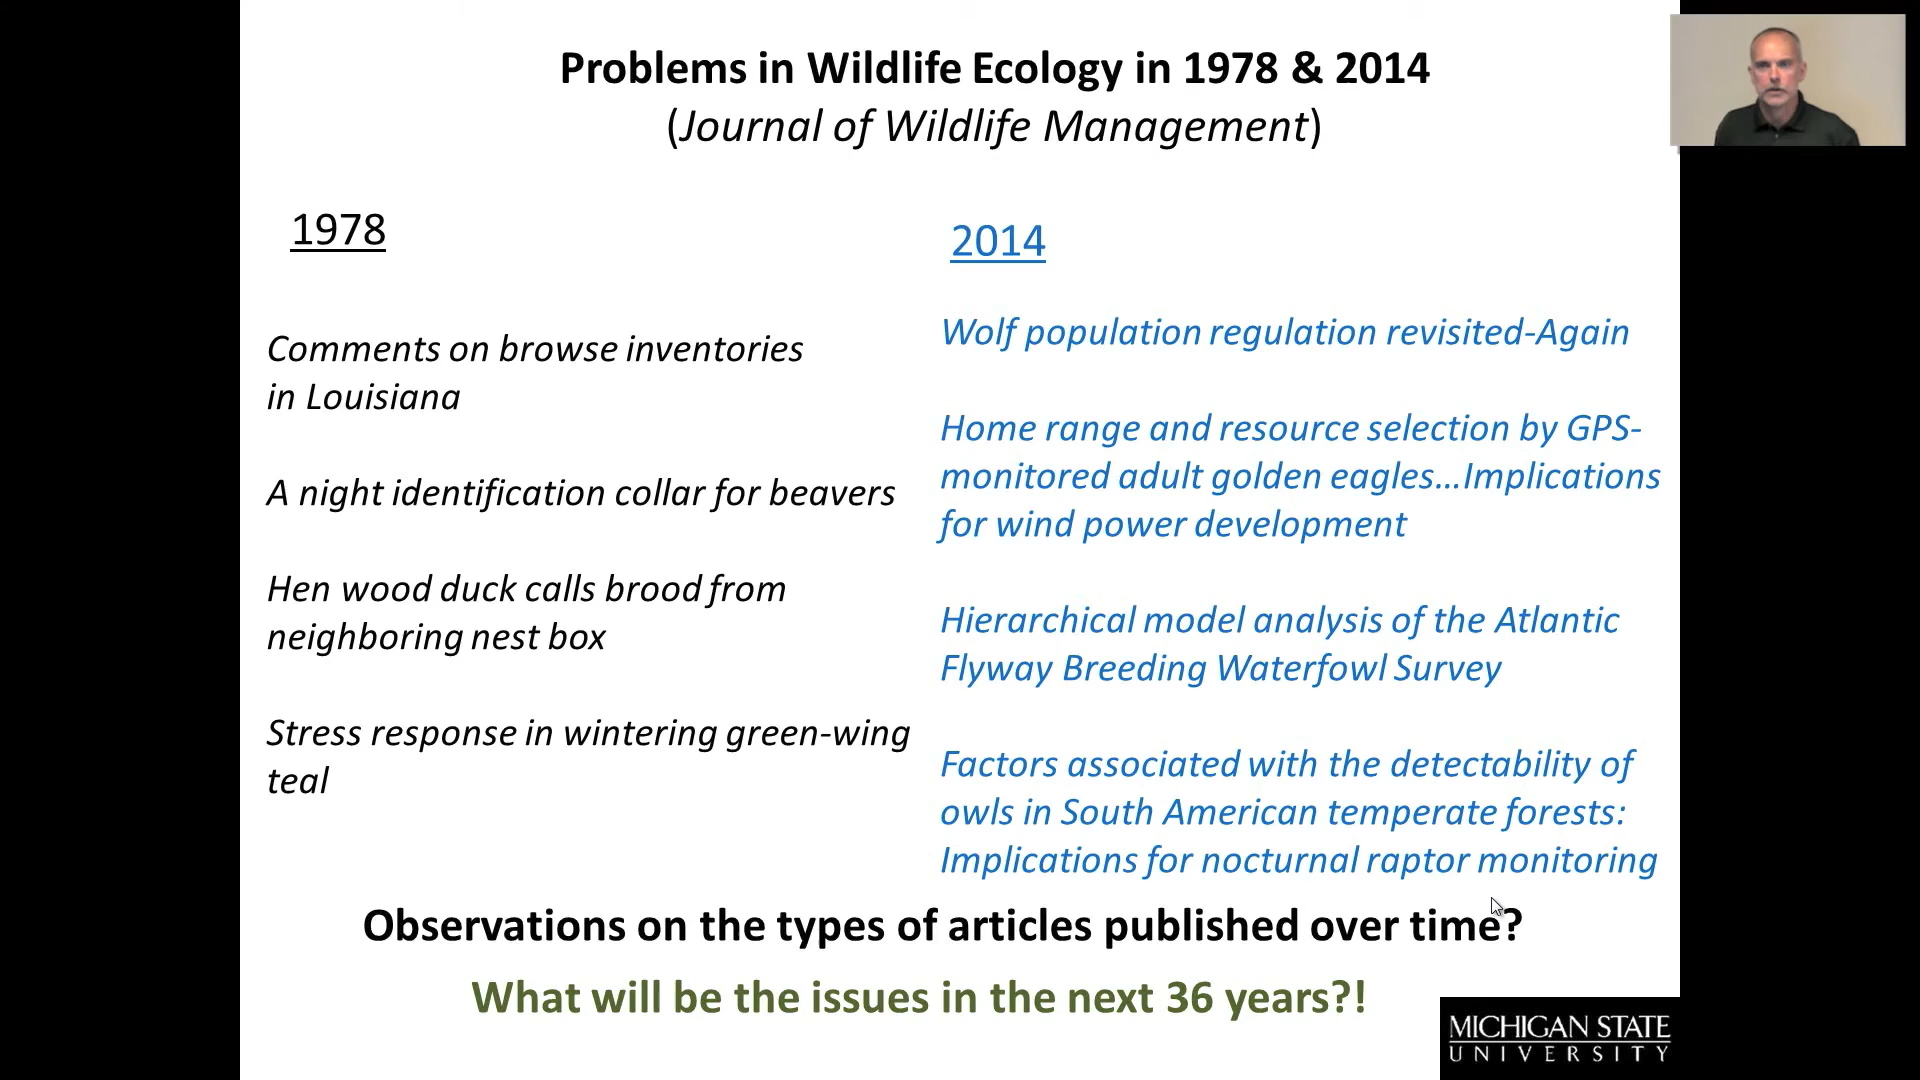 Problems in Wildlife Ecology in 1978 & 2014
(Journal of Wildlife Management)
1978
Comments on browse inventories
in Louisiana
A night identification collar for beavers
Hen wood duck calls brood from
neighboring nest box
Stress response in wintering green-wing
teal
2014
Wolf population regulation revisited-Again
Home range and resource selection by GPS-
monitored adult golden eagles...Implications
for wind power development
Hierarchical model analysis of the Atlantic
Flyway Breeding Waterfowl Survey
Factors associated with the detectability of
owls in South American temperate forests:
Implications for nocturnal raptor monitoring
Observations on the types of articles published over time?
What will be the issues in the next 36 years?!
MICHIGAN STATE
UNIVERSITY